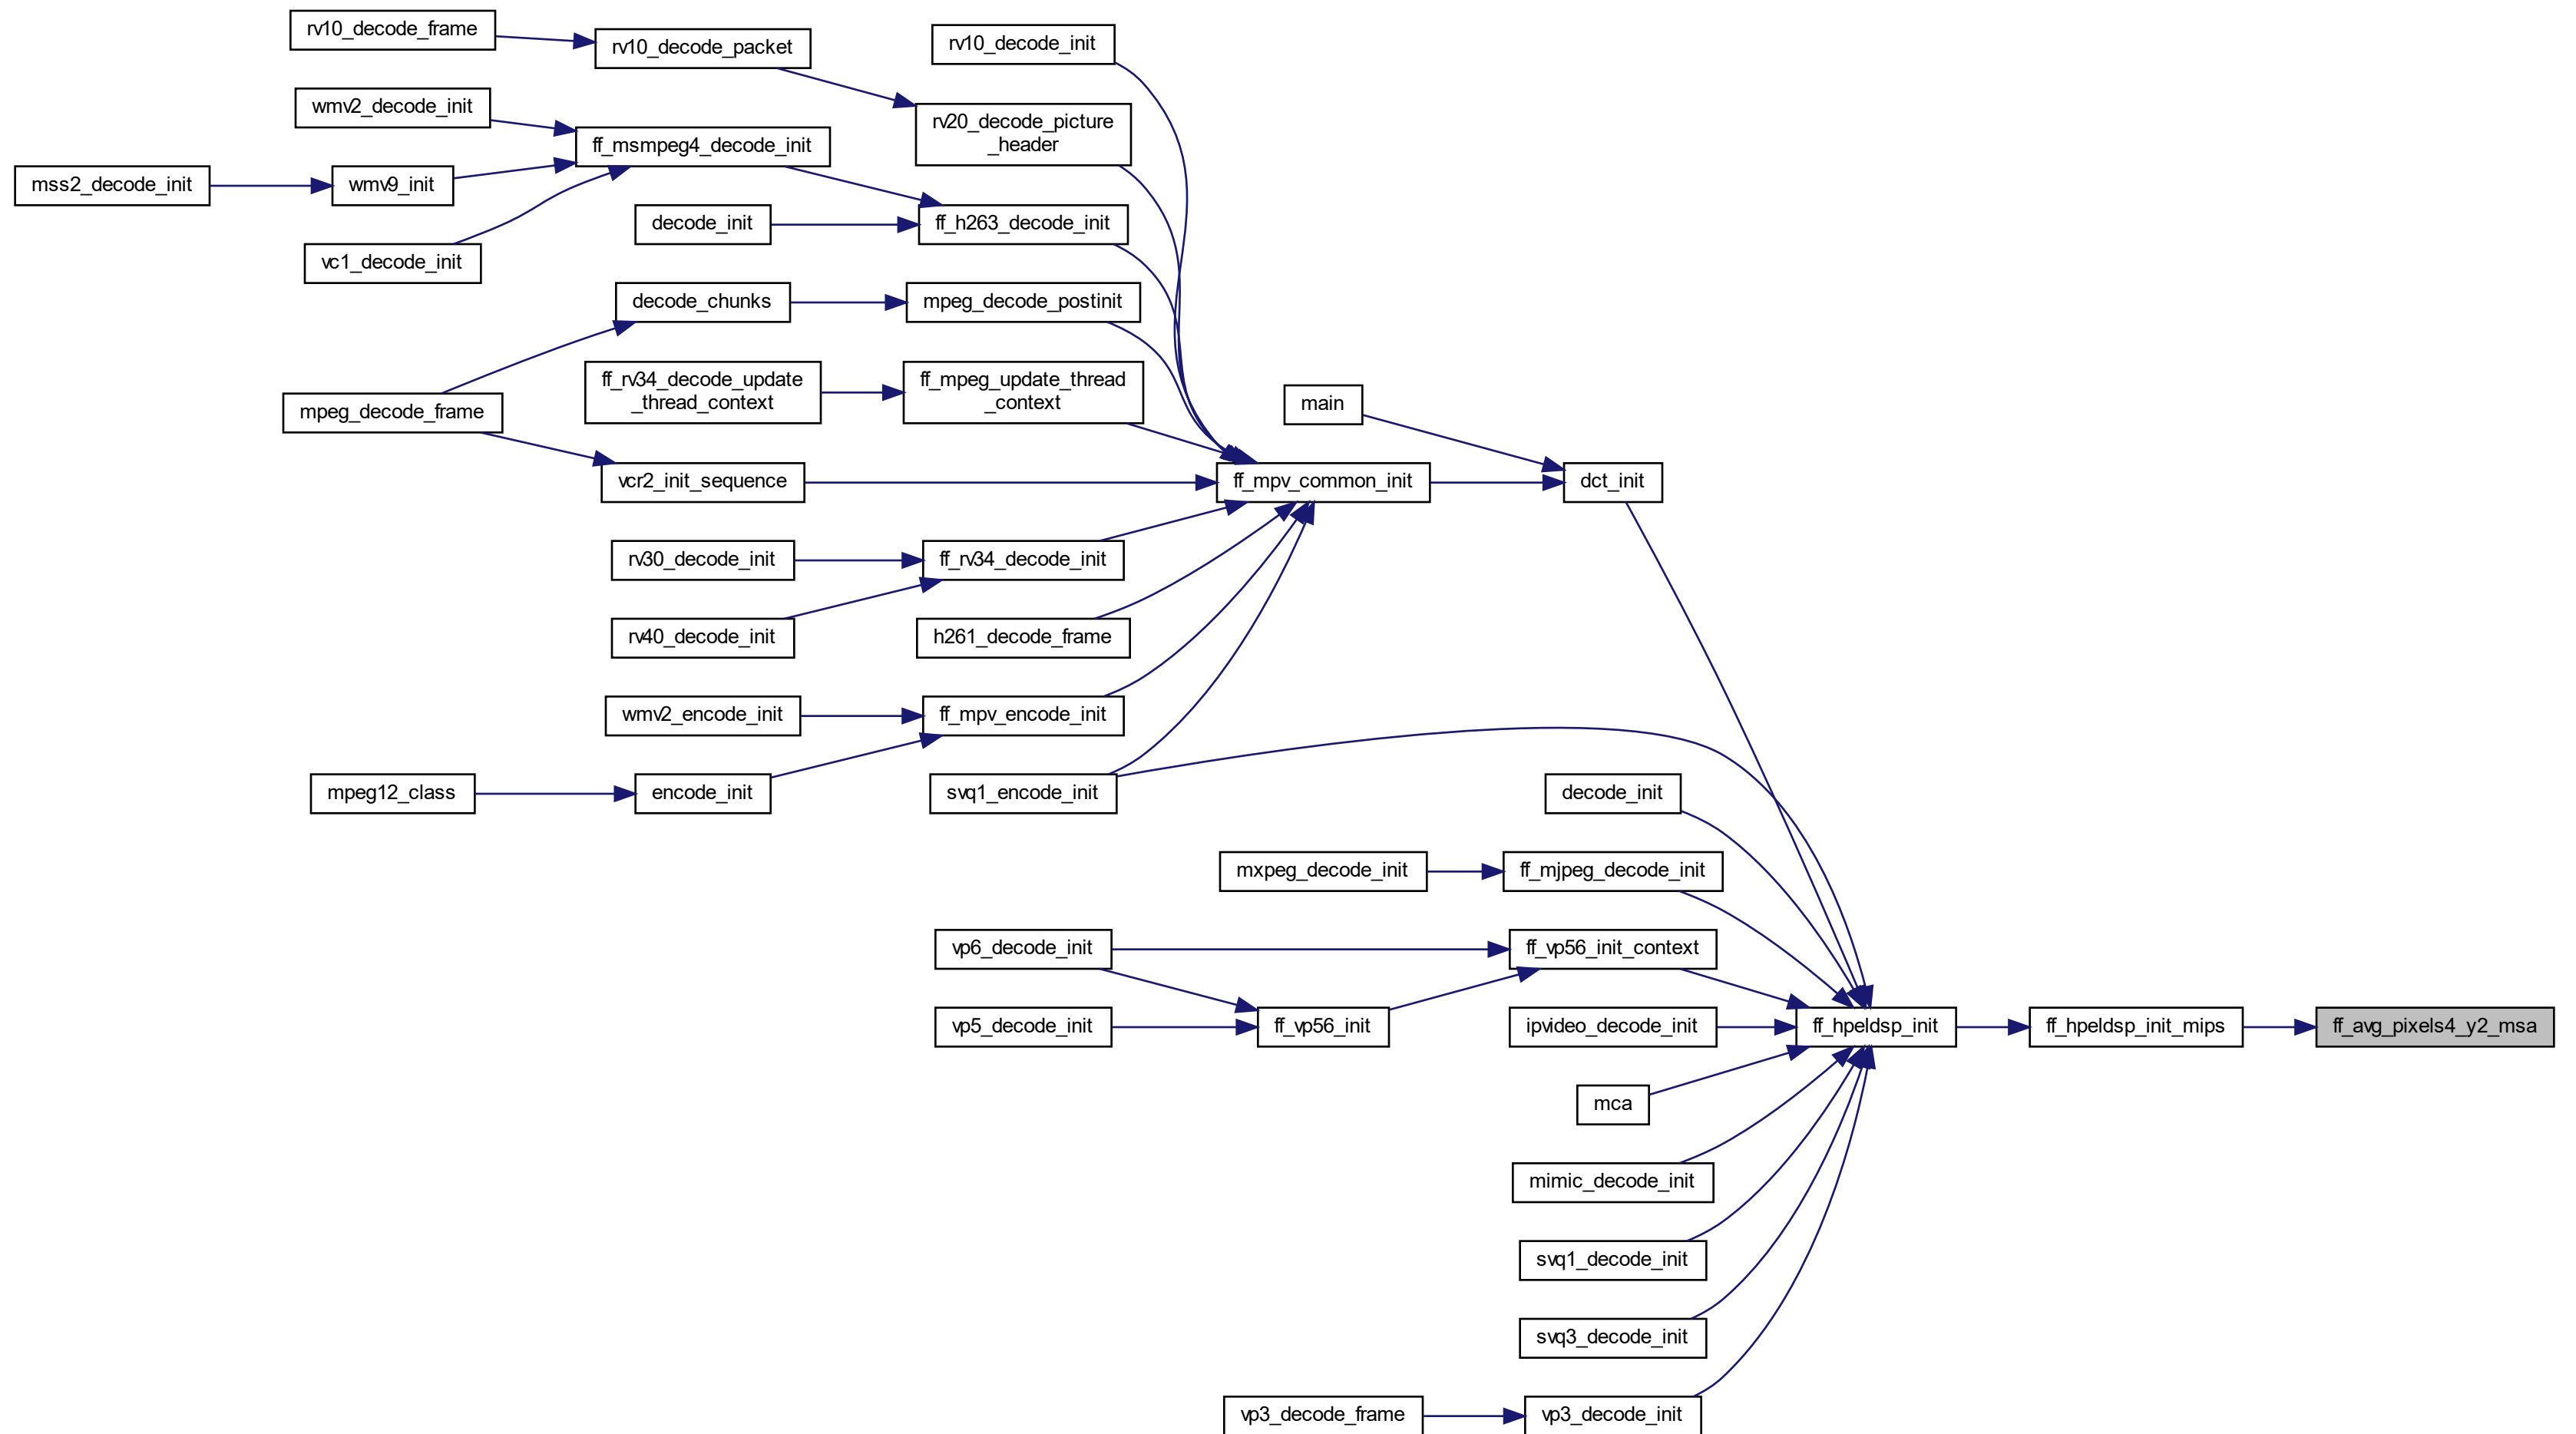 rv10_decode_frame
rv10_decode_packet
rv10_decode_init
wmv2_decode_init
rv20_decode_picture
_header
ff_msmpeg4_decode_init
mss2_decode_init
wmv9_init
decode_init
ff_h263_decode_init
vc1_decode_init
decode_chunks
mpeg_decode_postinit
ff_rv34_decode_update
_thread_context
ff_mpeg_update_thread
_context
mpeg_decode_frame
main
vcr2_init_sequence
ff_mpv_common_init
dct_init
rv30_decode_init
ff_rv34_decode_init
rv40_decode_init
h261_decode_frame
wmv2_encode_init
ff_mpv_encode_init
mpeg12_class
encode_init
svq1_encode_init
decode_init
mxpeg_decode_init
ff_mjpeg_decode_init
vp6_decode_init
ff_vp56_init_context
vp5_decode_init
ff_vp56_init
ipvideo_decode_init
ff_hpeldsp_init
ff_hpeldsp_init_mips
ff_avg_pixels4_y2_msa
mca
mimic_decode_init
svq1_decode_init
svq3_decode_init
vp3_decode_frame
vp3_decode_init